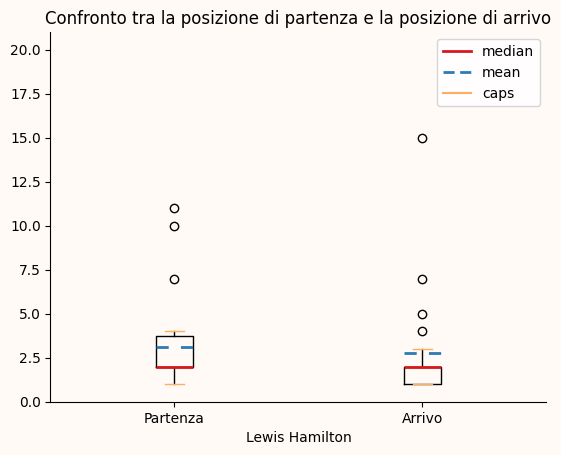 Confronto tra la posizione di partenza e la posizione di arrivo
median
mean
caps
20.0
17.5
15.0
12.5
10.0
7.5
5.0
2.5
0.0
Partenza
Arrivo
Lewis Hamilton